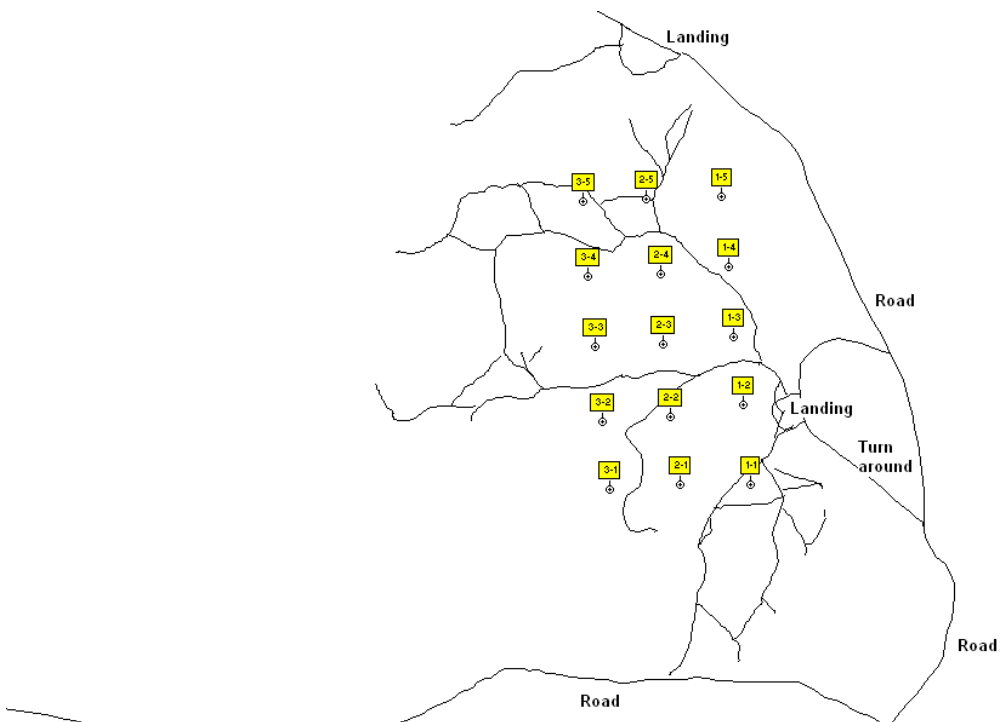 Landing
3-5
2-5
1-5
3-4
2-4
1-4
Road
3-3
2-3
1-3
3-2
2-2
1-2
Landing
Turn
around
3-1
2-1
1-1
Road
Road